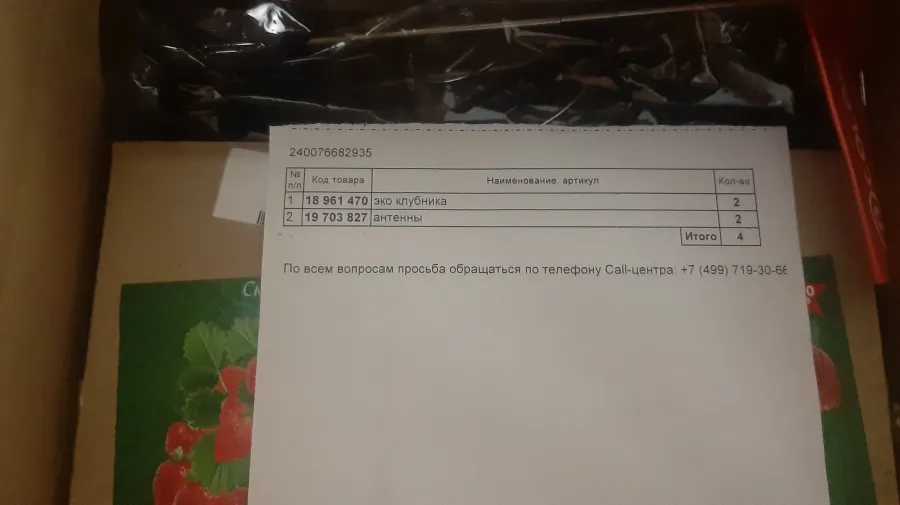 240076682935
№ п/п Код товара Наименование артикул Кол-во
1 18 961 470 эко клубника 2
2 19 703 827 антенны 2
Итого 4
По всем вопросам просьба обращаться по телефону Call-центра: +7 (499) 719-30-66